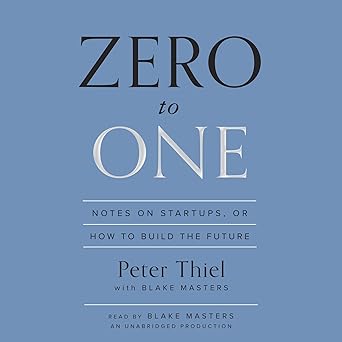 ZERO
to
ONE
NOTES ON STARTUPS, OR
HOW TO BUILD THE FUTURE
Peter Thiel
with BLAKE MASTERS
READ BY BLAKE MASTERS
AN UNABRIDGED PRODUCTION